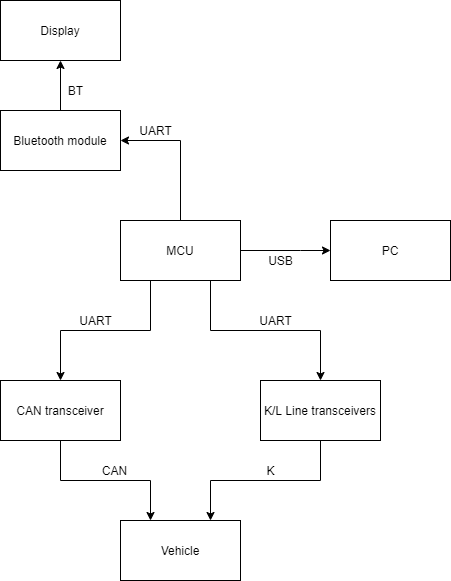 Display
BT
Bluetooth module
UART
MCU
USB
PC
UART
UART
CAN transceiver
K/L Line transceivers
CAN
K
Vehicle